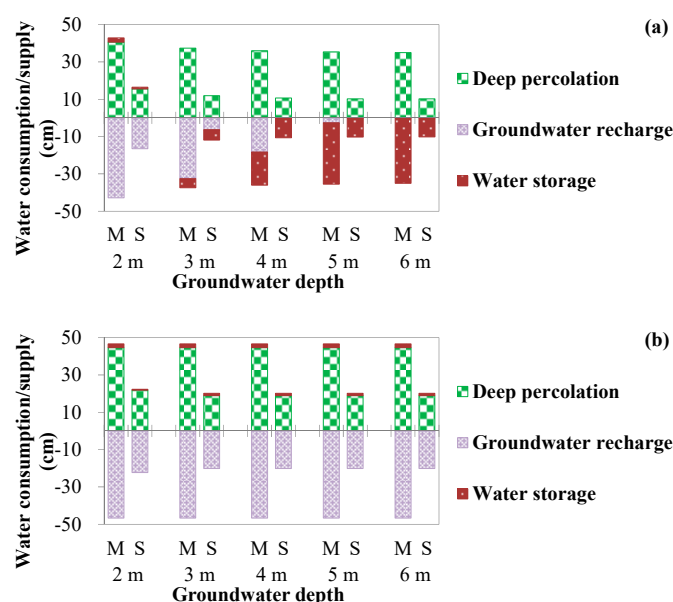 (a)
Water consumption/supply
(cm)
50
30
10
-10
-30
-50
M S M S M S M S M S
2 m 3 m 4 m 5 m 6 m
Groundwater depth
Deep percolation
Groundwater recharge
Water storage
(b)
Water consumption/supply
(cm)
50
30
10
-10
-30
-50
M S M S M S M S M S
2 m 3 m 4 m 5 m 6 m
Groundwater depth
Deep percolation
Groundwater recharge
Water storage